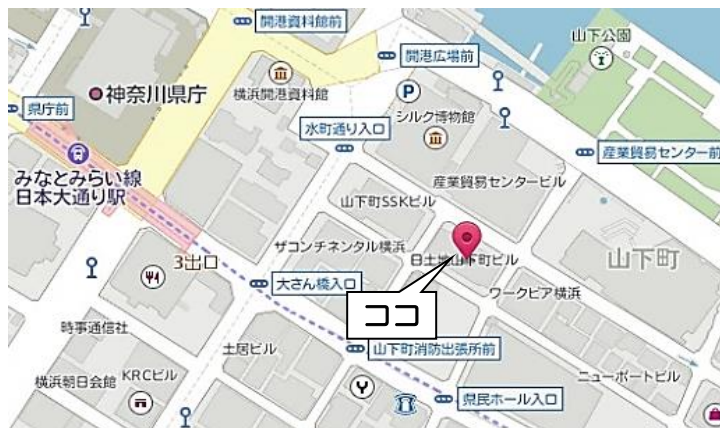 開港資料館前
山下公園
開港広場前
神奈川県庁
横浜開港資料館
P
県庁前
シルク博物館
水町通り入口
産業貿易センター前
みなとみらい線
日本大通り駅
産業貿易センタービル
山下町SSKビル
ザコンチネンタル横浜
日土地山下町ビル
山下町
3出口
大さん橋入口
ワークピア横浜
ココ
時事通信社
土居ビル
山下町消防出張所前
横浜朝日会館
KRCビル
ニューポートビル
県民ホール入口